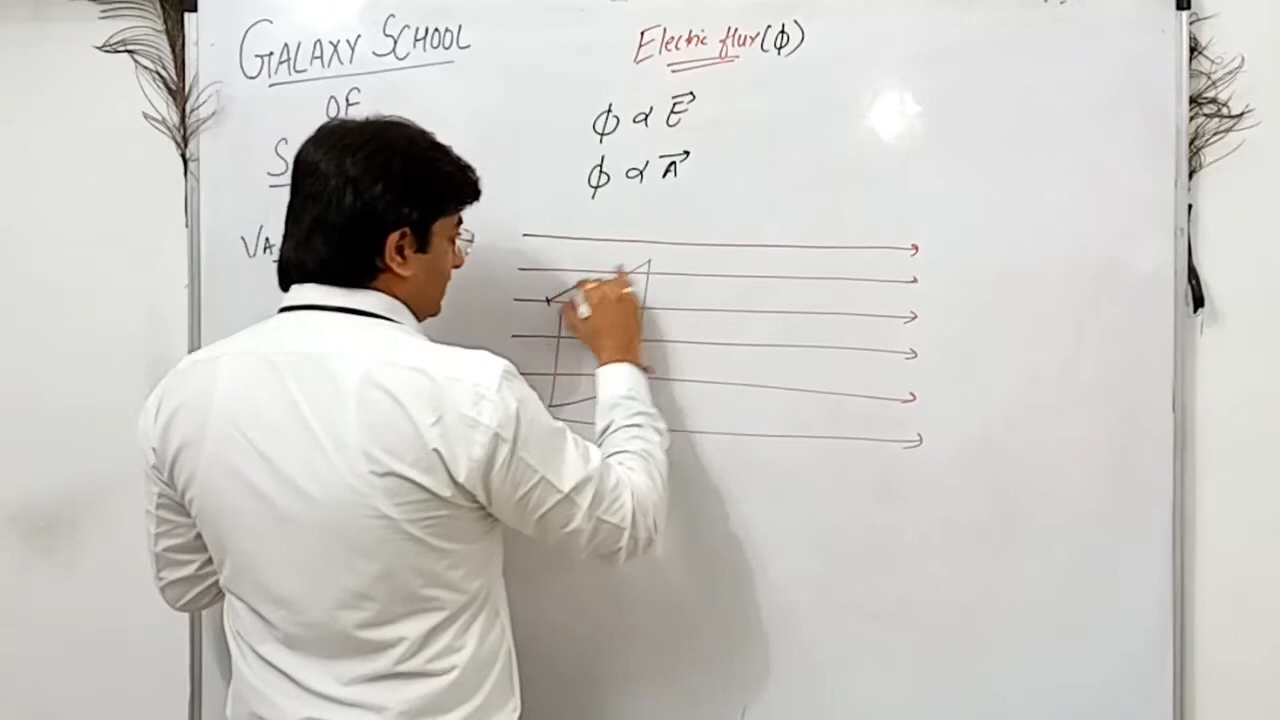 GALAXY SCHOOL
OF
Electric flux (ϕ)
ϕ ∝ E⃗
ϕ ∝ A⃗